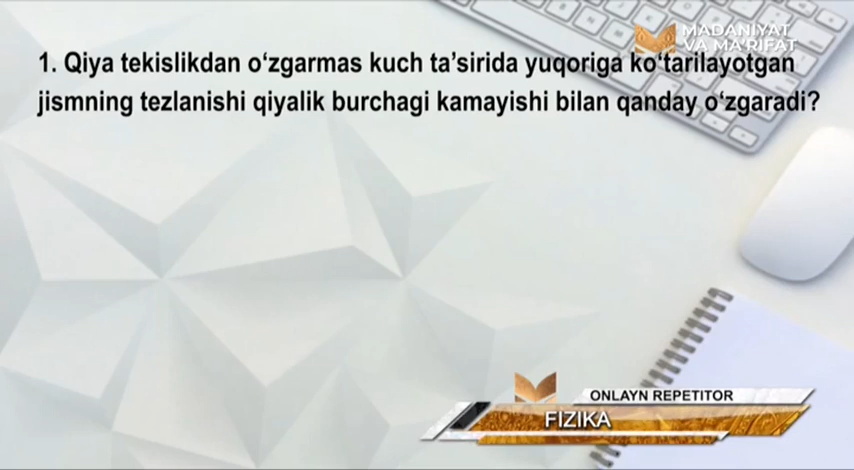 MADANIYAT
VA MA'RIFAT
1. Qiya tekislikdan o‘zgarmas kuch ta’sirida yuqoriga ko‘tarilayotgan
jismning tezlanishi qiyalik burchagi kamayishi bilan qanday o‘zgaradi?
ONLAYN REPETITOR
FIZIKA